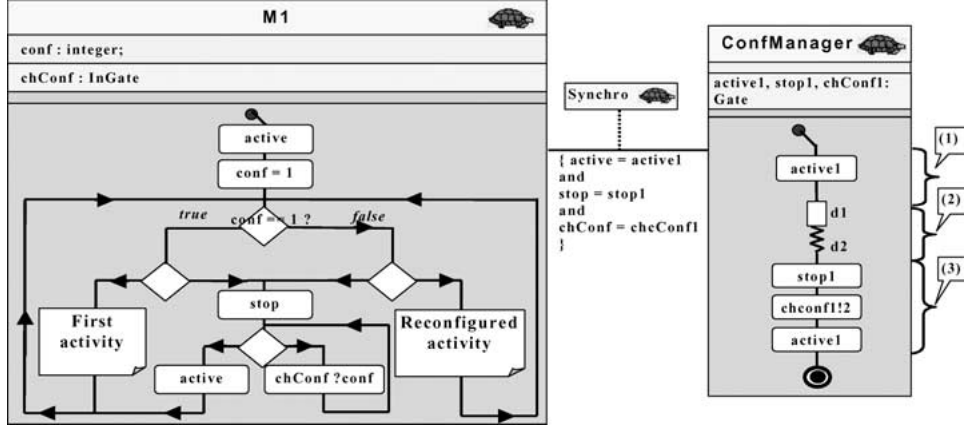 M1
conf : integer;
chConf : InGate
active
conf = 1
true
conf == 1 ?
false
First
activity
stop
Reconfigured
activity
active
chConf ?conf
Synchro
{ active = active1
and
stop = stop1
and
chConf = chcConf1
}
ConfManager
active1, stop1, chConf1:
Gate
active1
d1
d2
stop1
chconf1!2
active1
(1)
(2)
(3)